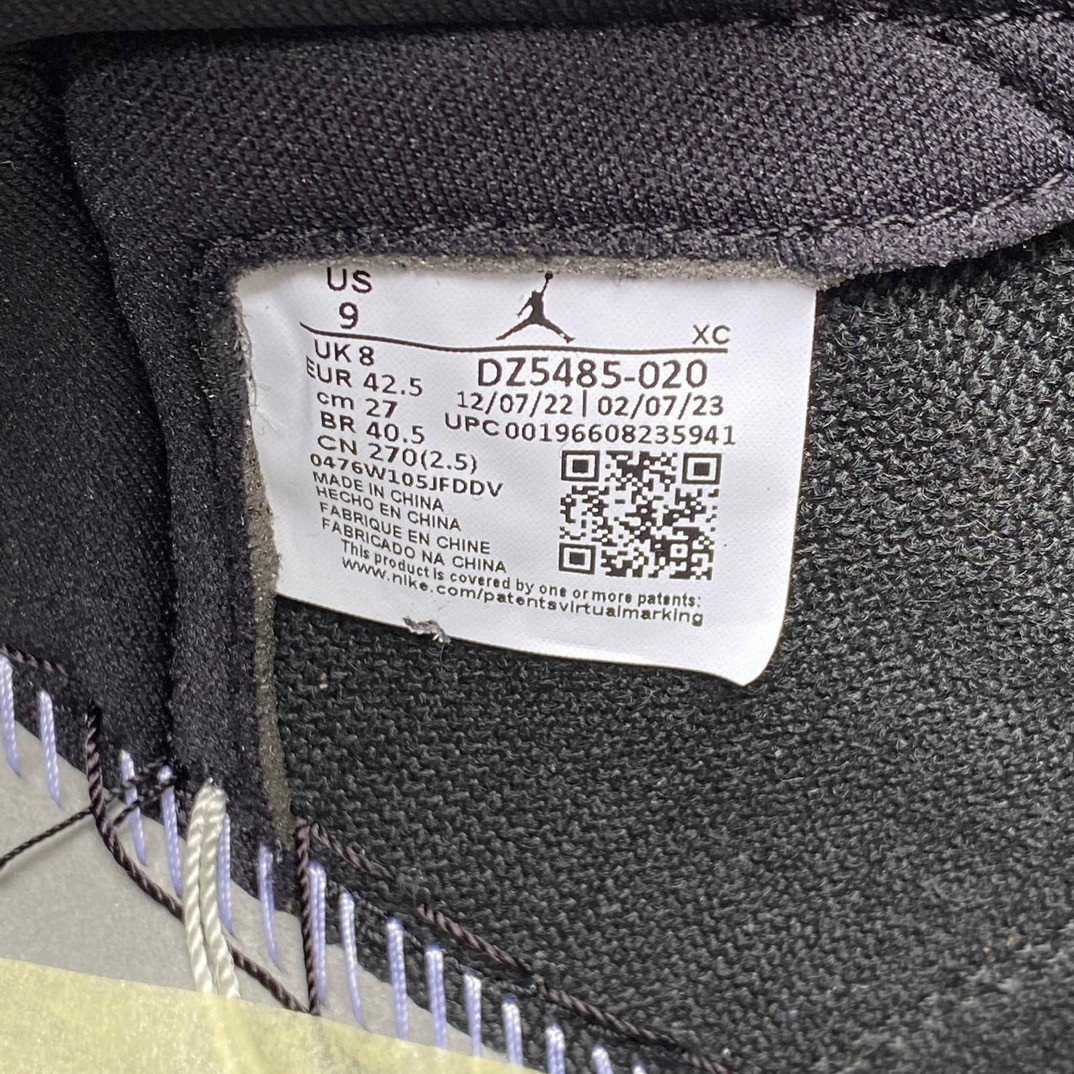 US
9
XC
UK 8
EUR 42.5
cm 27
BR 40.5
CN 270(2.5)
DZ5485-020
12/07/22 | 02/07/23
UPC 00196608235941
0476W105JFDDV
MADE IN CHINA
HECHO EN CHINA
FABRIQUE EN CHINE
FABRICADO NA CHINA
This product is covered by one or more patents:
www.nike.com/patentsvirtualmarking